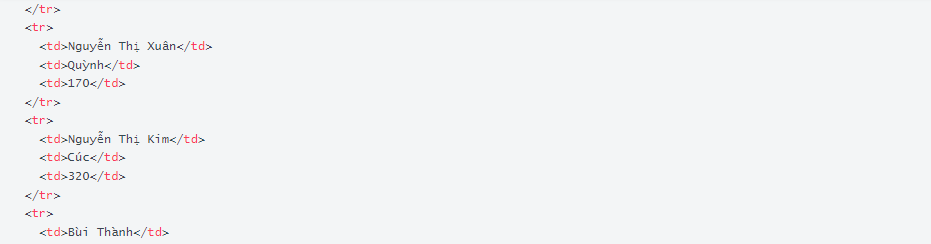 </tr>
<tr>
<td>Nguyễn Thị Xuân</td>
<td>Quỳnh</td>
<td>170</td>
</tr>
<tr>
<td>Nguyễn Thị Kim</td>
<td>Cúc</td>
<td>320</td>
</tr>
<tr>
<td>Bùi Thành</td>